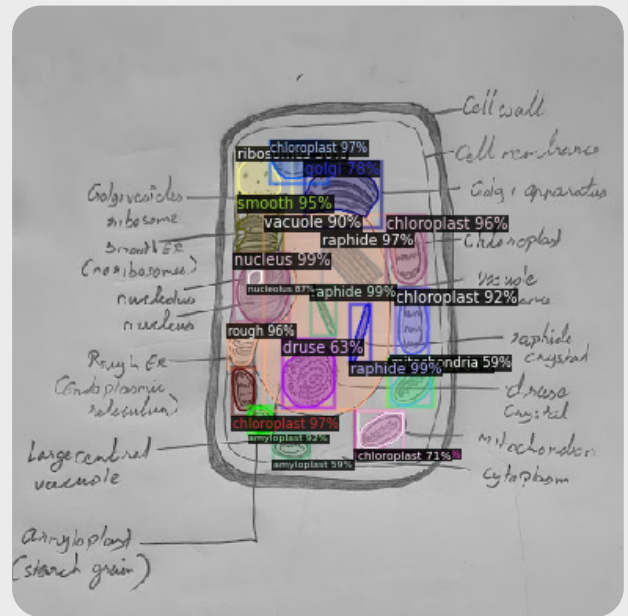 Cell wall
Cell membrane
Golgi apparatus
Chloroplast
vacuole
raphide
crystal
druse
crystal
mitochondrion
cytoplasm
Golgi vesicles
ribosome
smooth ER
(no ribosomes)
nucleolus
nucleus
Rough ER
(endoplasmic
reticulum)
Large central
vacuole
amyloplast
(starch grain)
chloroplast 97%
golgi 78%
smooth 95%
vacuole 90%
chloroplast 96%
raphide 97%
nucleus 99%
nucleolus 87%
raphide 99%
chloroplast 92%
rough 96%
druse 63%
mitochondria 59%
raphide 99%
chloroplast 97%
amyloplast 92%
chloroplast 71%
amyloplast 59%